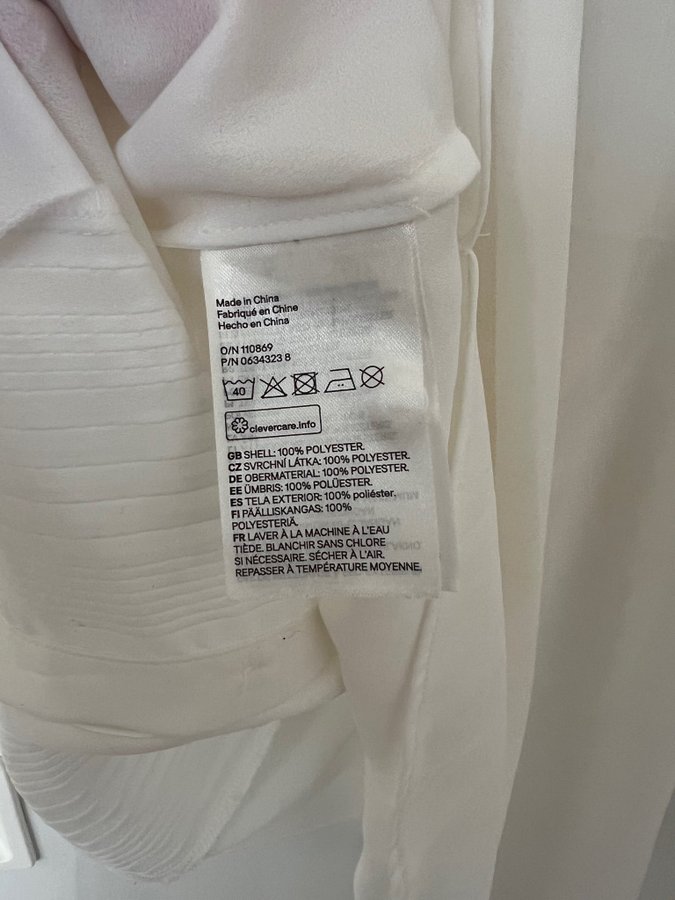 Made in China
Fabriqué en Chine
Hecho en China
O/N 110869
P/N 0634323 8
40
clevercare.info
GB SHELL: 100% POLYESTER.
CZ SVRCHNÍ LÁTKA: 100% POLYESTER.
DE OBERMATERIAL: 100% POLYESTER.
EE ÜMBRIS: 100% POLÜESTER.
ES TELA EXTERIOR: 100% poliéster.
FI PÄÄLLISKANGAS: 100%
POLYESTERIÄ.
FR LAVER À LA MACHINE À L'EAU
TIÈDE. BLANCHIR SANS CHLORE
SI NÉCESSAIRE. SÉCHER À L'AIR.
REPASSER À TEMPÉRATURE MOYENNE.